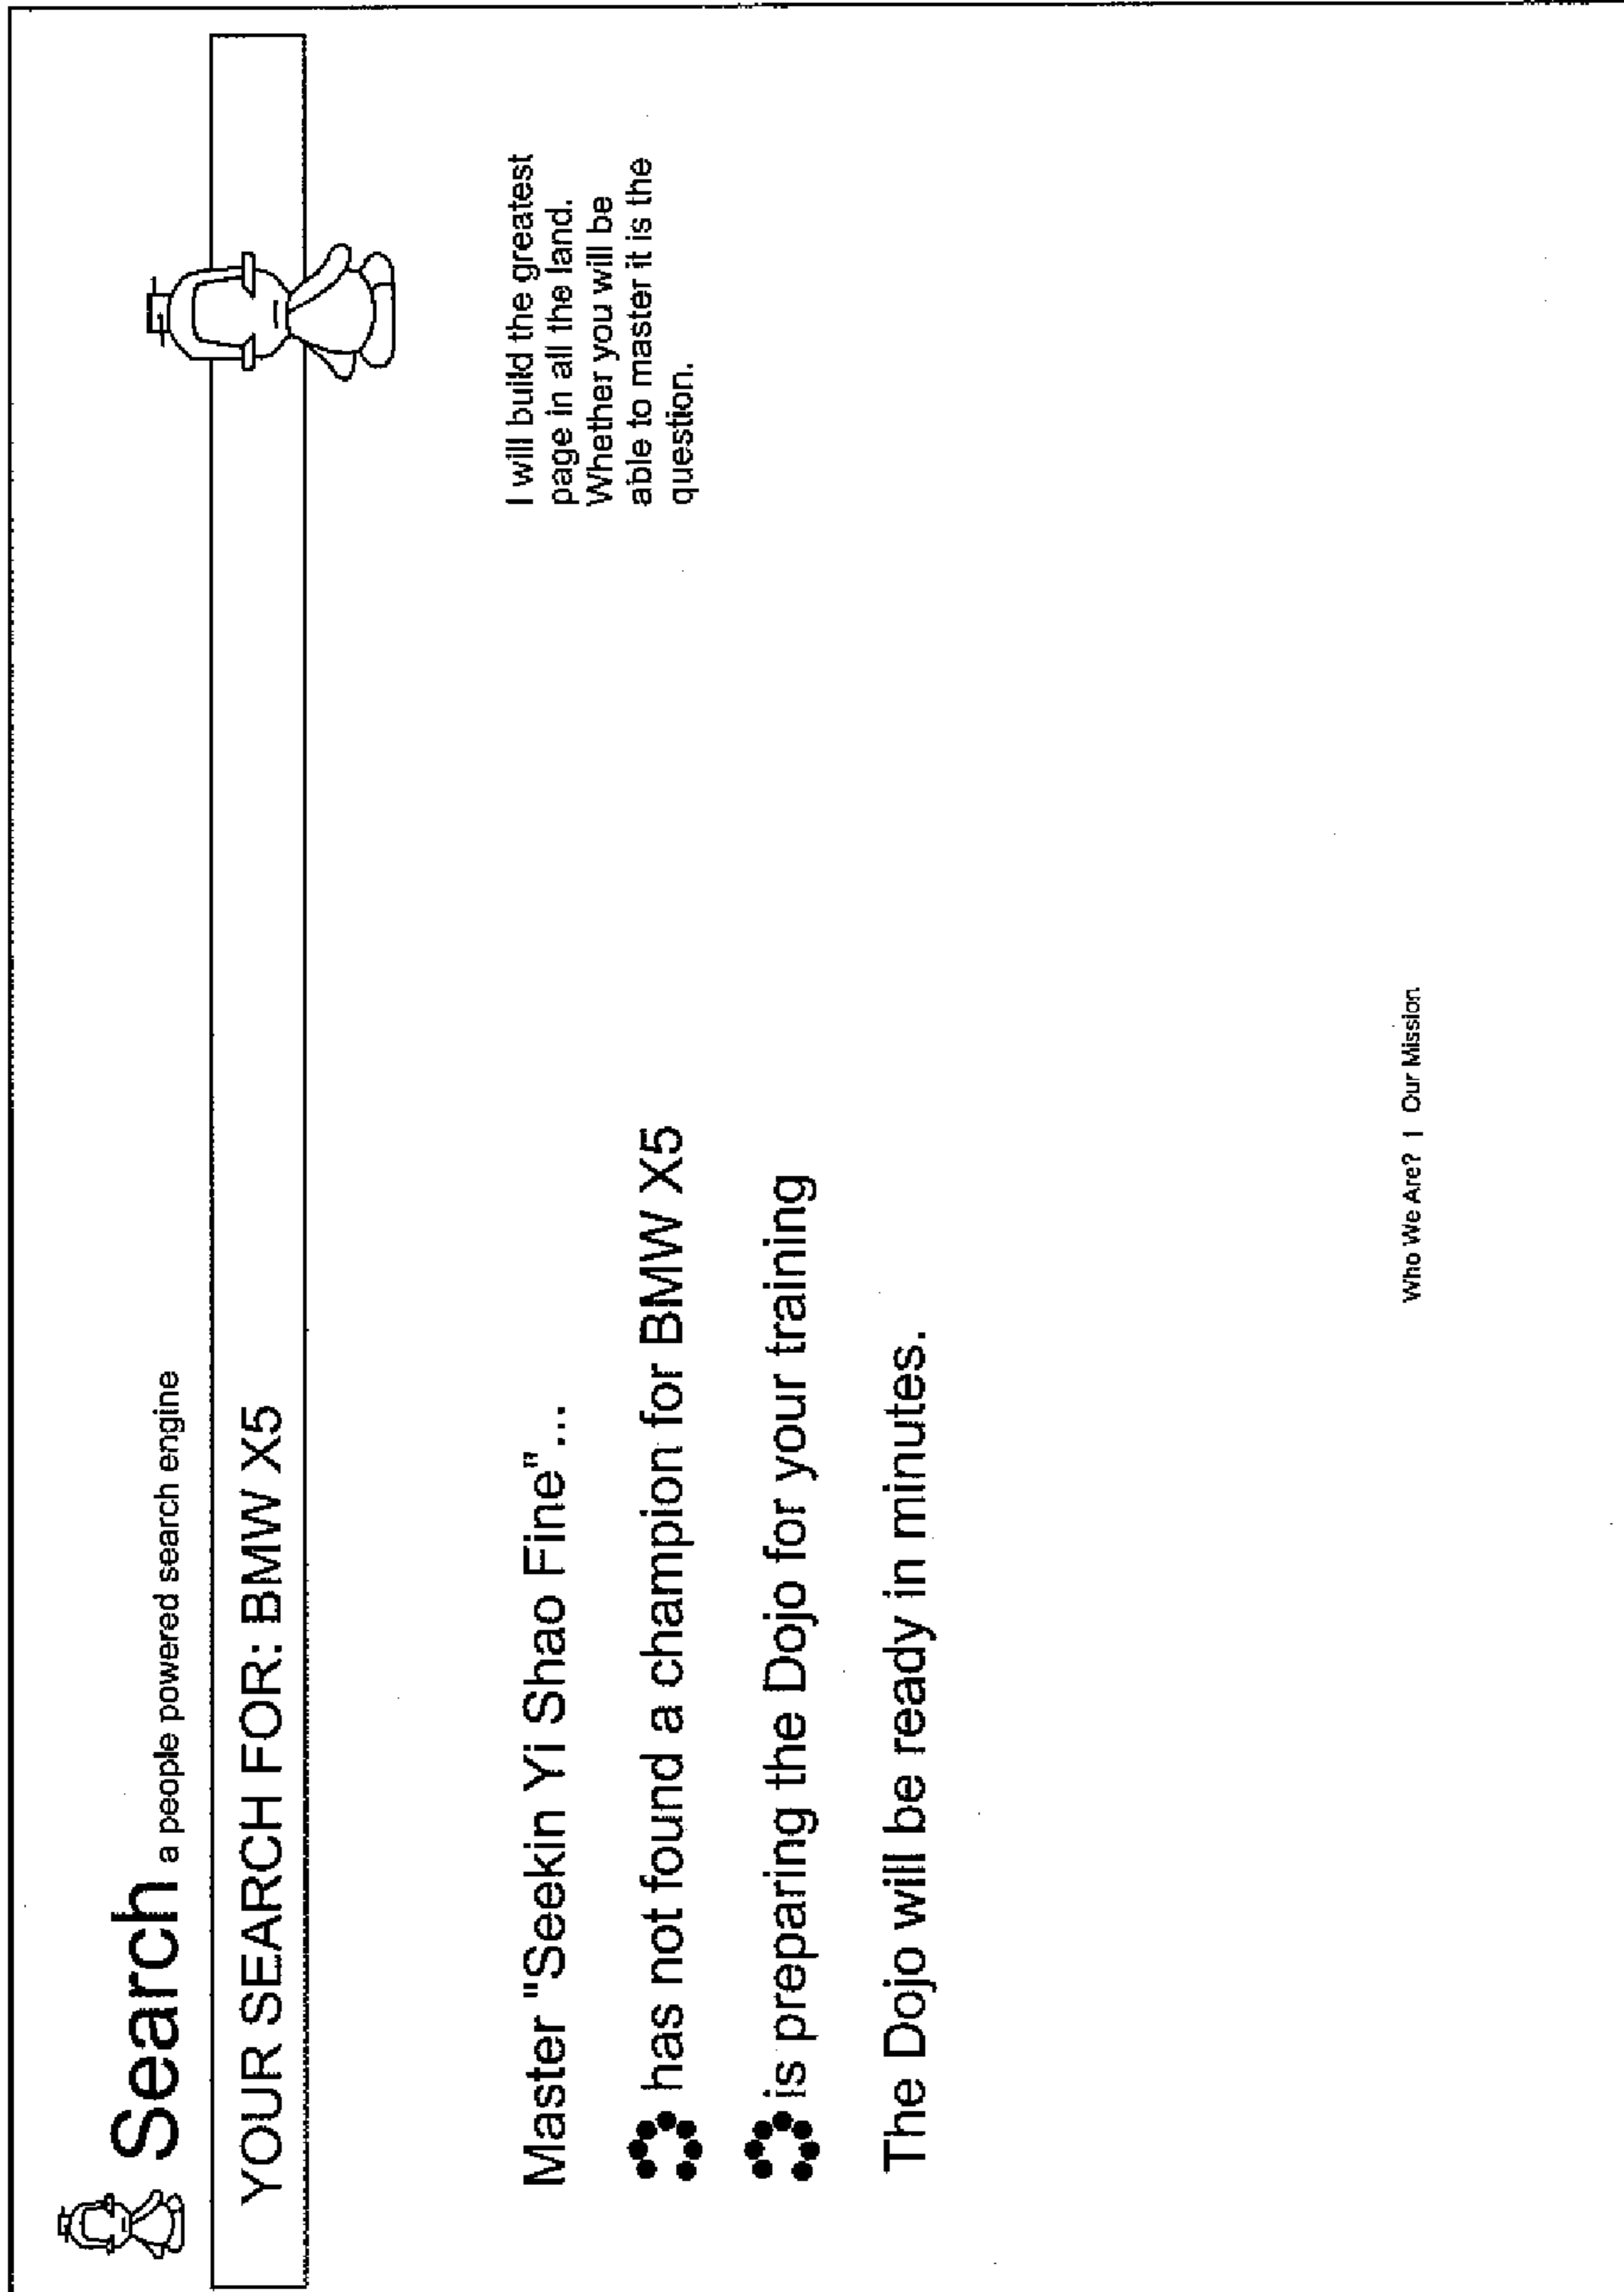 Search a people powered search engine
YOUR SEARCH FOR: BMW X5
Master "Seekin Yi Shao Fine"...
has not found a champion for BMW X5
is preparing the Dojo for your training
The Dojo will be ready in minutes.
I will build the greatest
page in all the land.
Whether you will be
able to master it is the
question.
Who We Are? | Our Mission